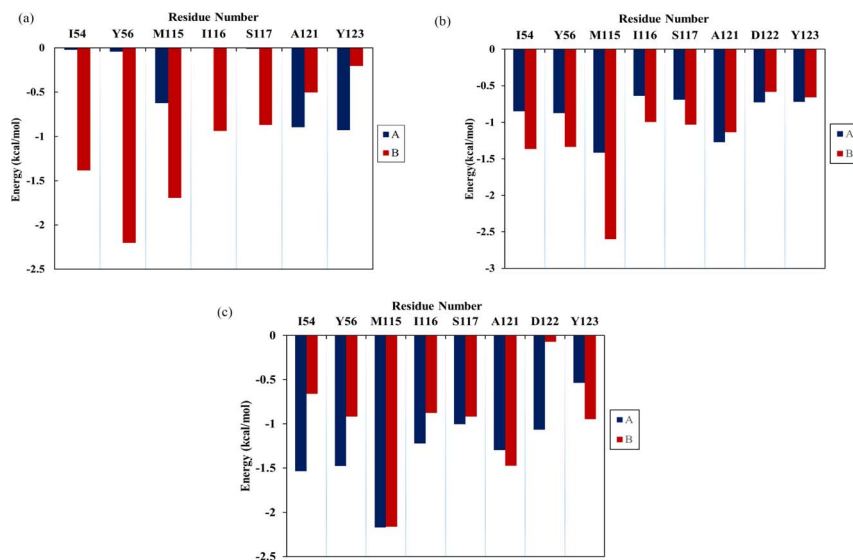 (a)
Residue Number
I54 Y56 M115 I116 S117 A121 Y123
Energy (kcal/mol)
0
-0.5
-1
-1.5
-2
-2.5
A
B
(b)
Residue Number
I54 Y56 M115 I116 S117 A121 D122 Y123
Energy(kcal/mol)
0
-0.5
-1
-1.5
-2
-2.5
-3
A
B
(c)
Residue Number
I54 Y56 M115 I116 S117 A121 D122 Y123
Energy (kcal/mol)
0
-0.5
-1
-1.5
-2
-2.5
A
B